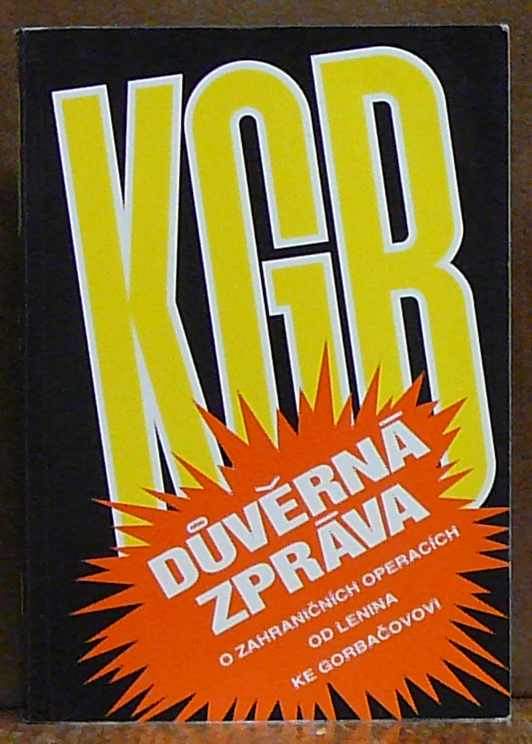 KGB
DŮVĚRNÁ
ZPRÁVA
O ZAHRANIČNÍCH OPERACÍCH
OD LENINA
KE GORBAČOVOVI